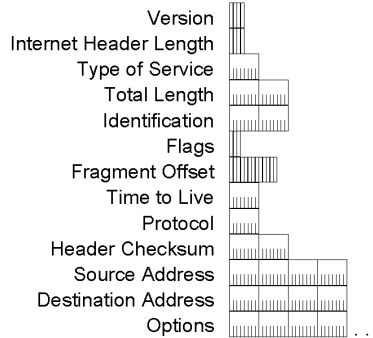 Version
Internet Header Length
Type of Service
Total Length
Identification
Flags
Fragment Offset
Time to Live
Protocol
Header Checksum
Source Address
Destination Address
Options . .